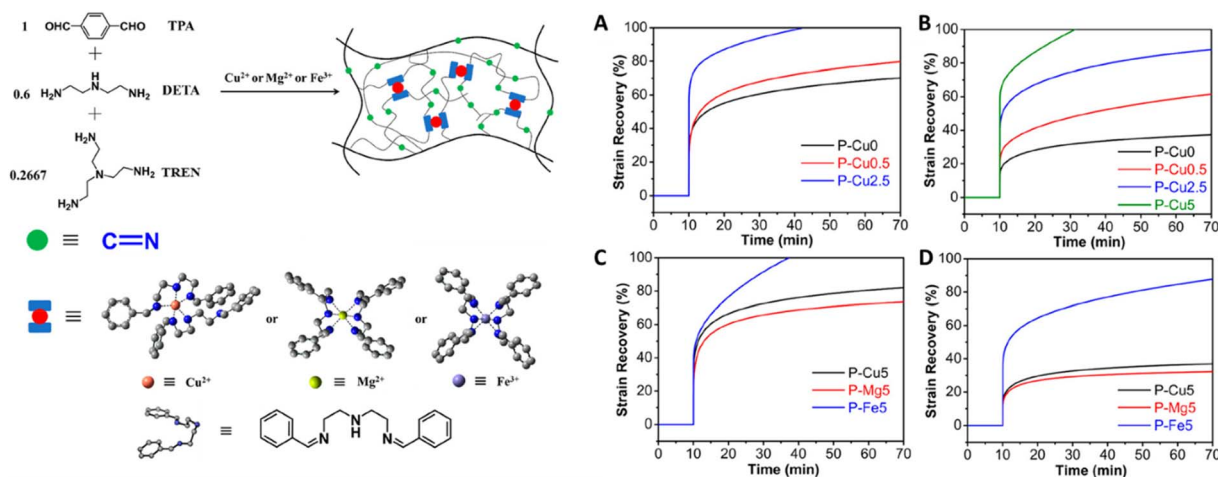 1 OHC CHO TPA
+
0.6 H₂N N H NH₂ DETA
+
Cu²⁺ or Mg²⁺ or Fe³⁺
H₂N
0.2667 N NH₂ TREN
H₂N
≡ C=N
≡ or or
≡ Cu²⁺ ≡ Mg²⁺ ≡ Fe³⁺
≡ N H N N
A
Strain Recovery (%)
100
80
60
40
20
0
P-Cu0
P-Cu0.5
P-Cu2.5
0 10 20 30 40 50 60 70
Time (min)
B
Strain Recovery (%)
100
80
60
40
20
0
P-Cu0
P-Cu0.5
P-Cu2.5
P-Cu5
0 10 20 30 40 50 60 70
Time (min)
C
Strain Recovery (%)
100
80
60
40
20
0
P-Cu5
P-Mg5
P-Fe5
0 10 20 30 40 50 60 70
Time (min)
D
Strain Recovery (%)
100
80
60
40
20
0
P-Cu5
P-Mg5
P-Fe5
0 10 20 30 40 50 60 70
Time (min)